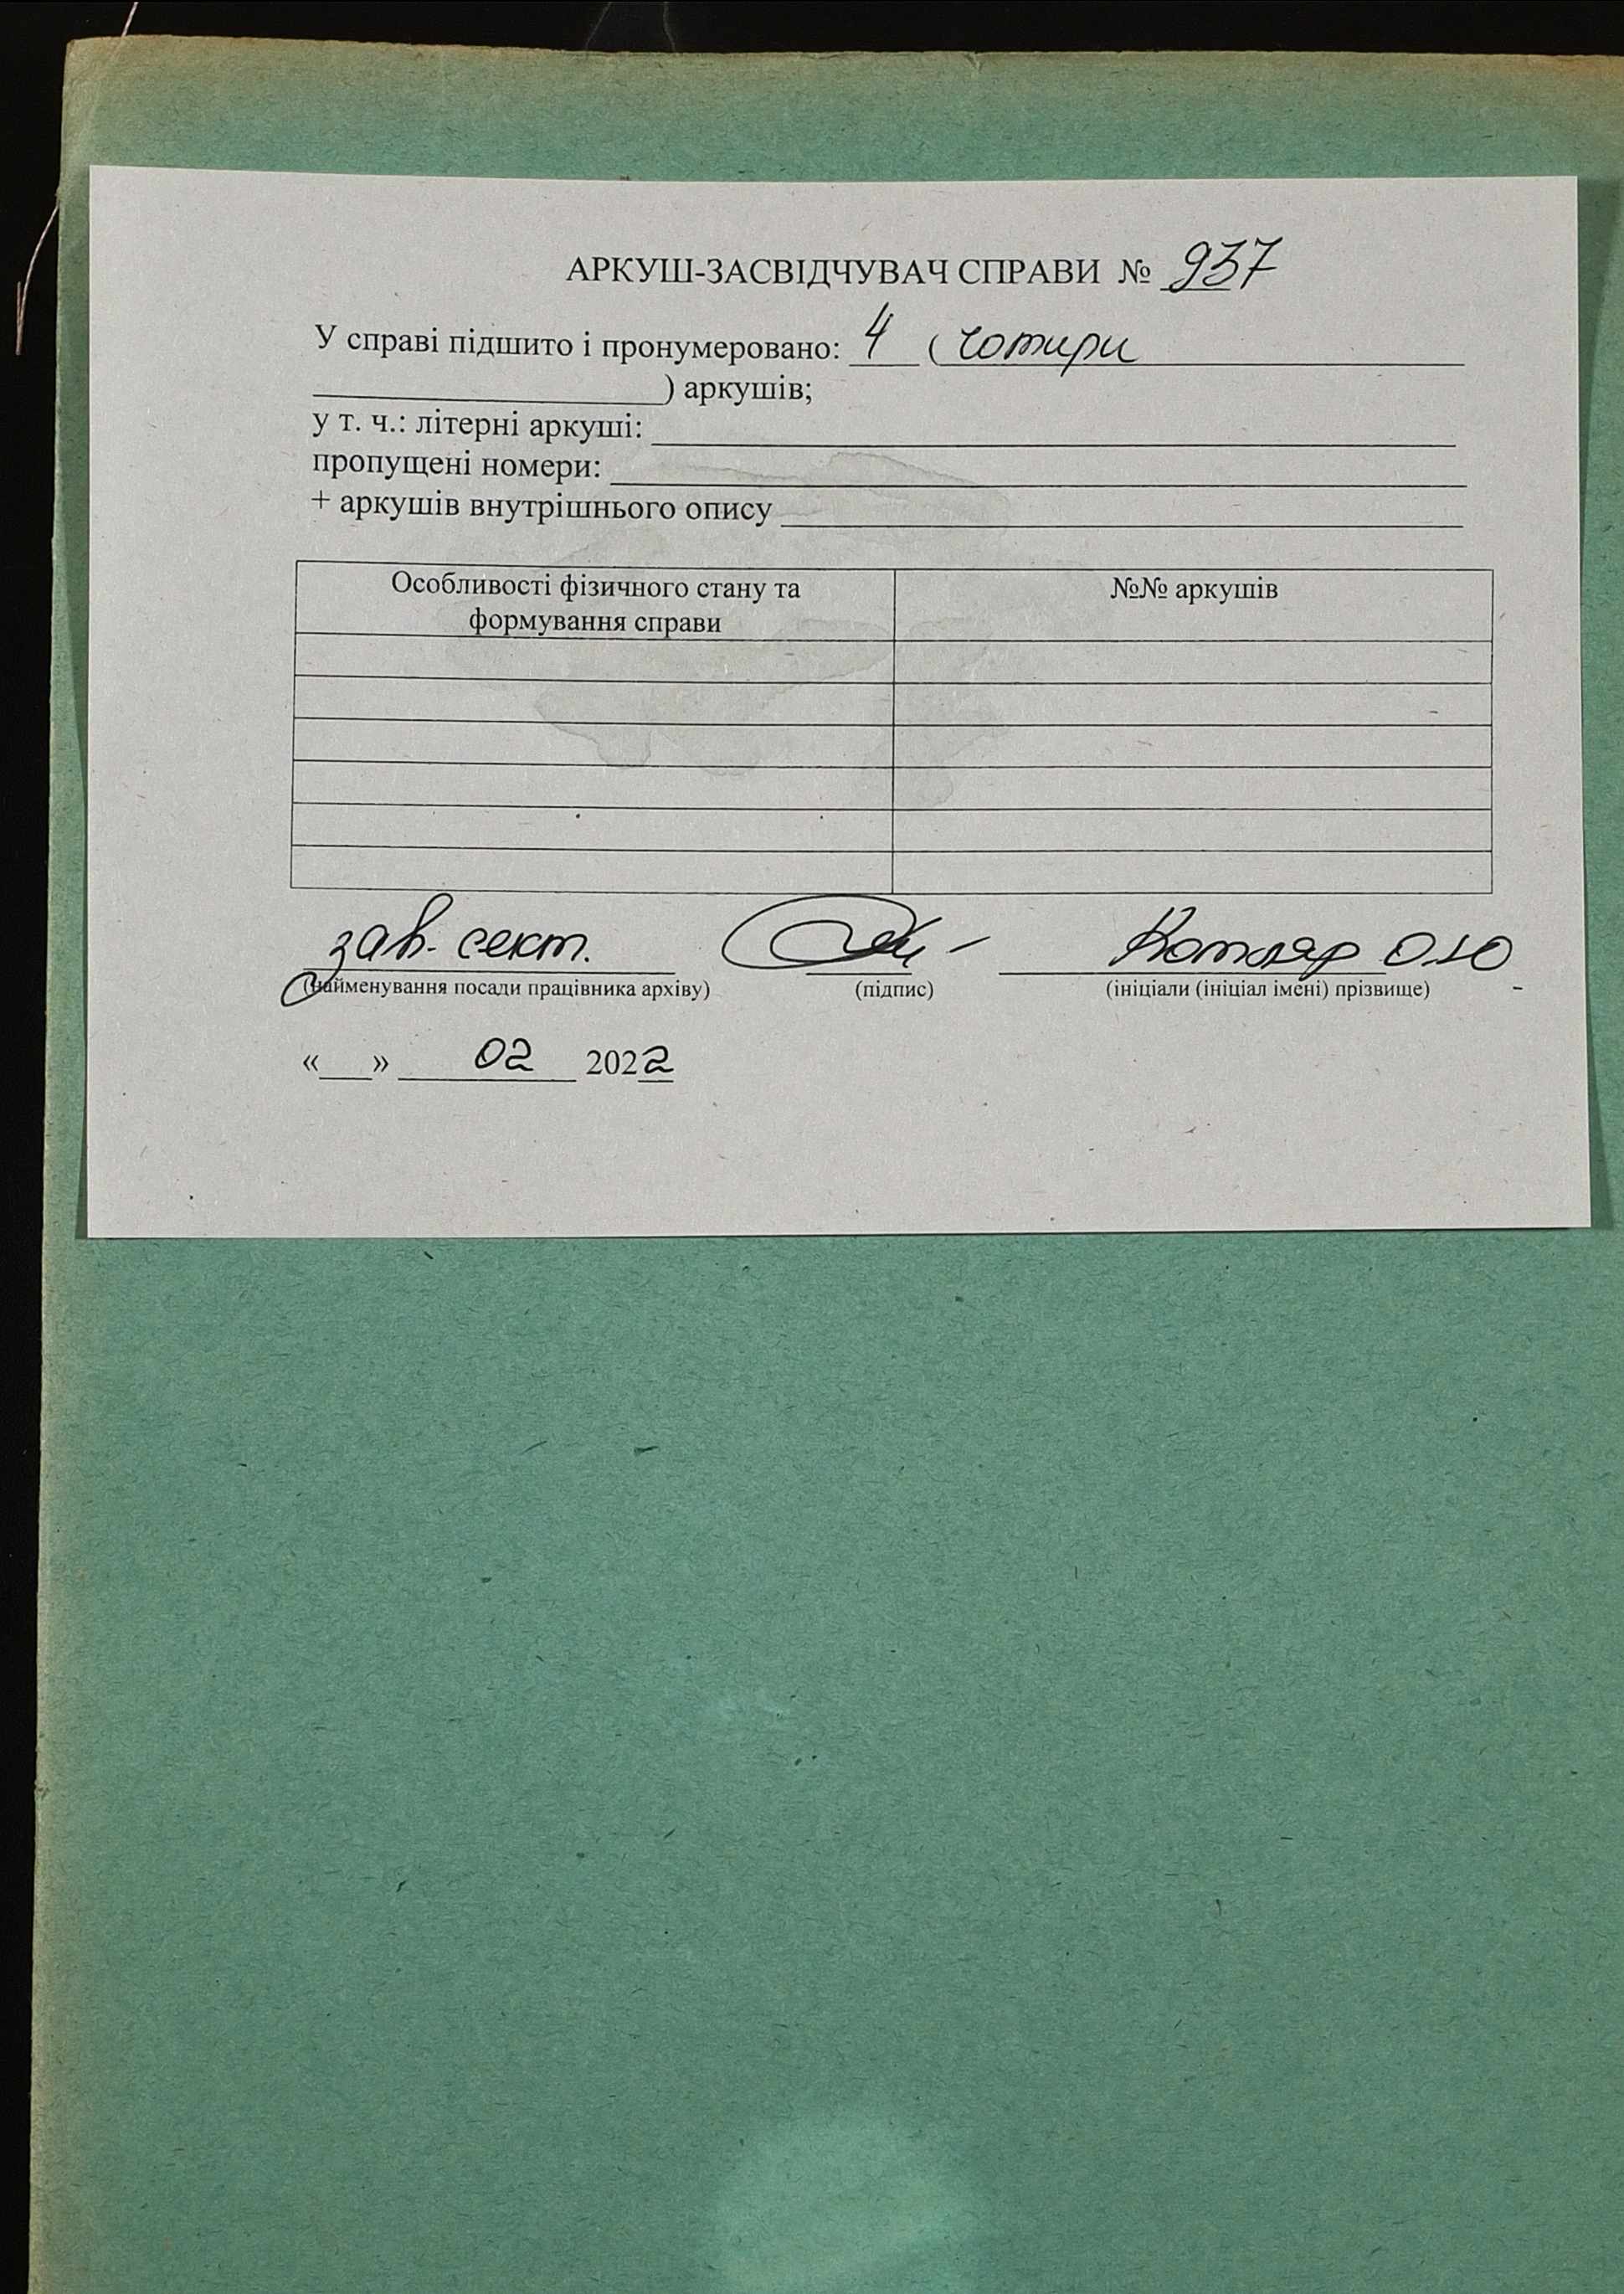 АРКУШ-ЗАСВІДЧУВАЧ СПРАВИ № 937
У справі підшито і пронумеровано: 4 (чотири
) аркушів;
у т. ч.: літерні аркуші:
пропущені номери:
+ аркушів внутрішнього опису
Особливості фізичного стану та
формування справи
№№ аркушів
зав. сект. Котляр О.Ю
(найменування посади працівника архіву) (підпис) (ініціали (ініціал імені) прізвище)
«___» 02 2022